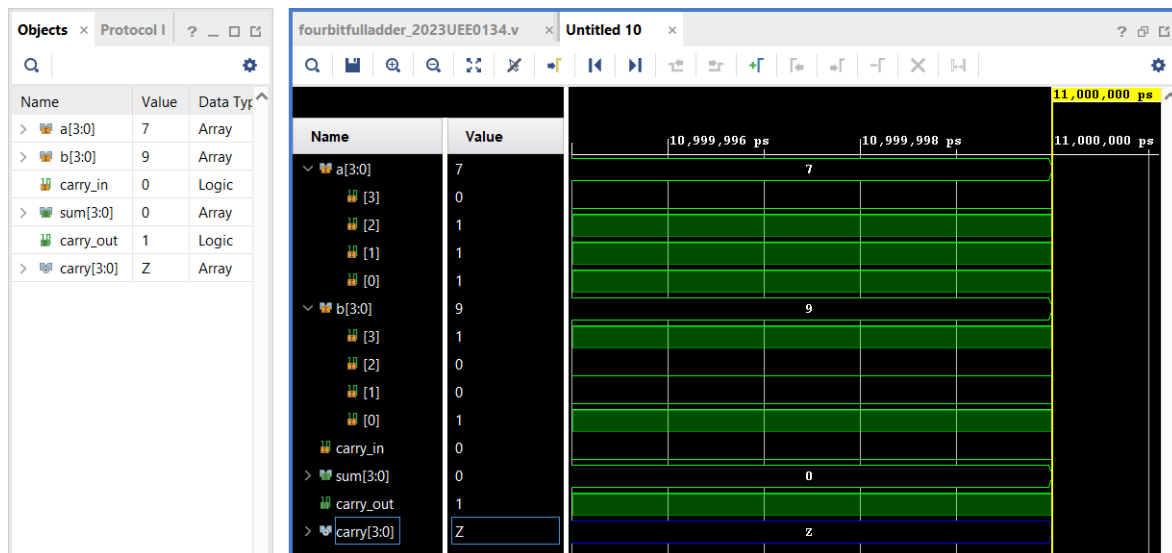 Objects × Protocol I ? _
Name Value Data Typ
a[3:0] 7 Array
b[3:0] 9 Array
carry_in 0 Logic
sum[3:0] 0 Array
carry_out 1 Logic
carry[3:0] Z Array
fourbitfulladder_2023UEE0134.v × Untitled 10 × ?
11,000,000 ps
Name Value
10,999,996 ps 10,999,998 ps 11,000,000 ps
a[3:0] 7 7
[3] 0
[2] 1
[1] 1
[0] 1
b[3:0] 9 9
[3] 1
[2] 0
[1] 0
[0] 1
carry_in 0
sum[3:0] 0 0
carry_out 1
carry[3:0] Z Z